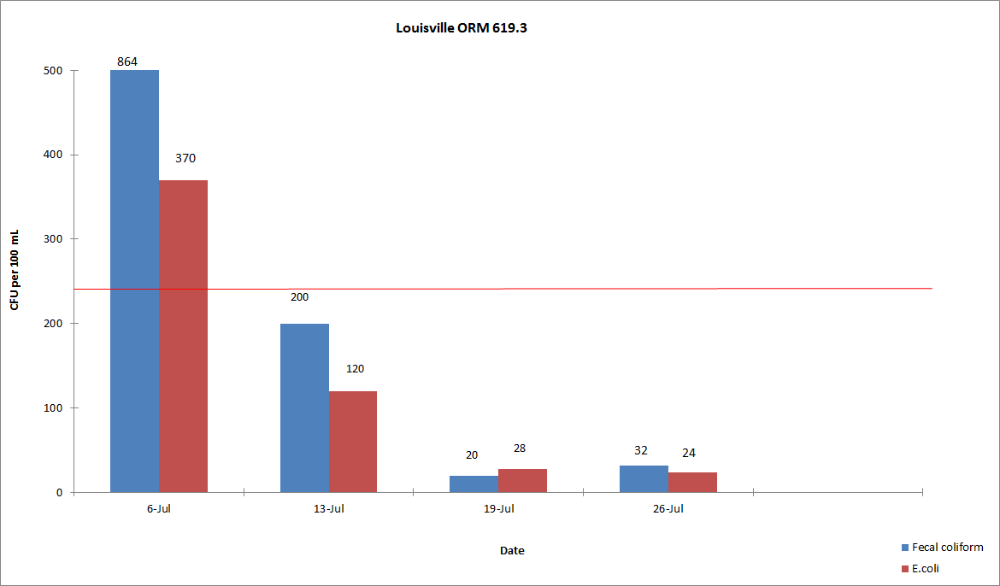 Louisville ORM 619.3
864
500
400
370
300
200
200
120
100
20
28
32
24
0
CFU per 100 mL
6-Jul
13-Jul
19-Jul
26-Jul
Date
Fecal coliform
E.coli